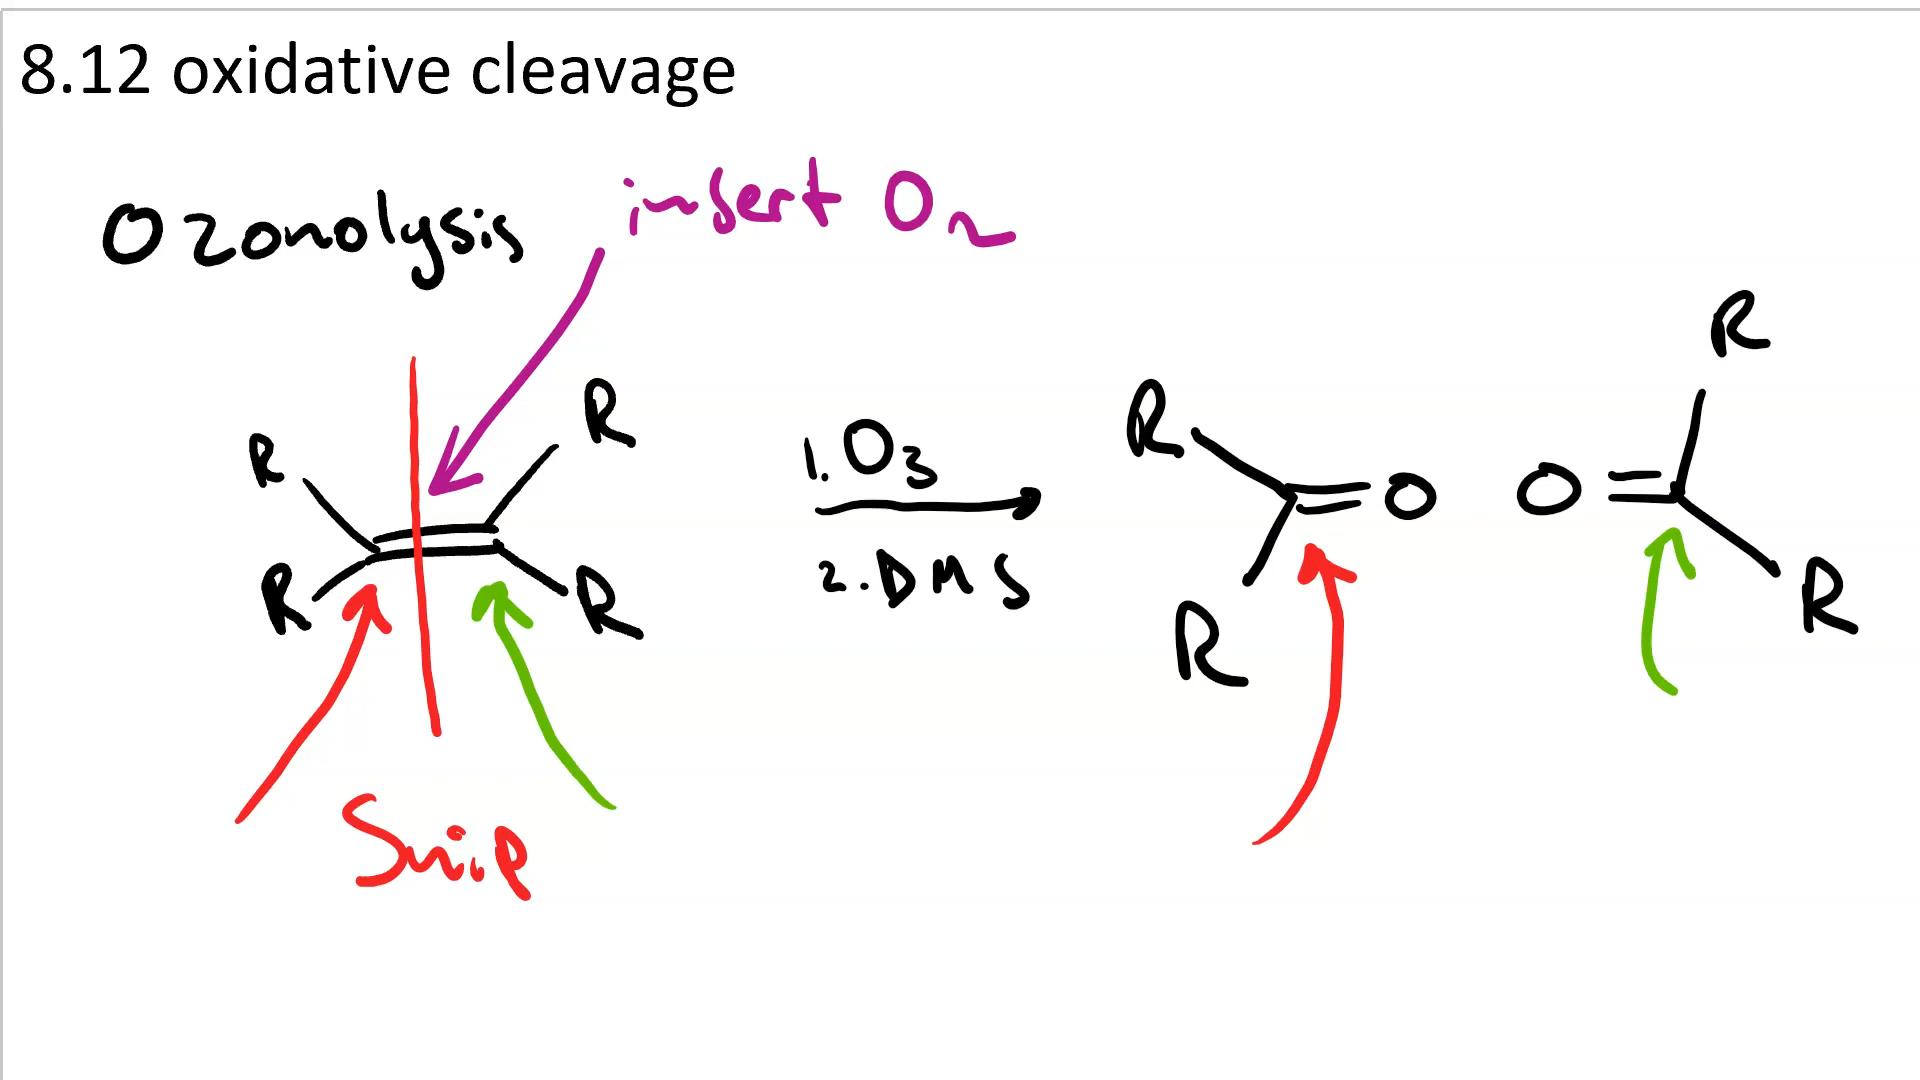 8.12 oxidative cleavage
Ozonolysis
insert O₂
R
R
R
R
Snip
1. O₃
2. DMS
R
R
O
O
R
R